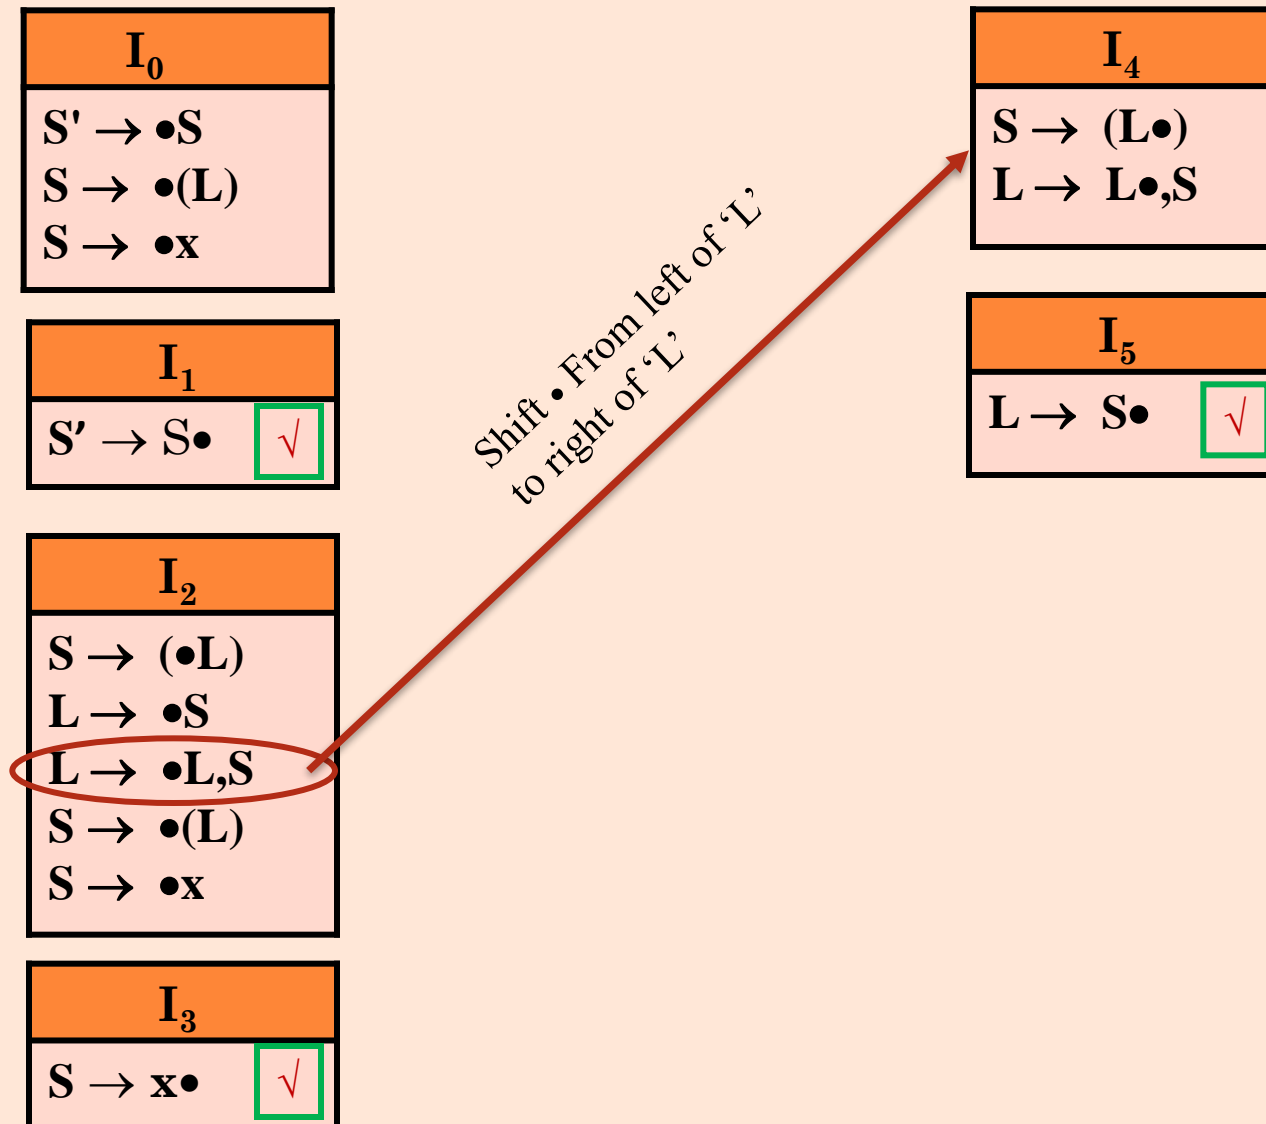 I₀
S' → •S
S → •(L)
S → •x
I₁
S' → S• √
I₂
S → (•L)
L → •S
L → •L,S
S → •(L)
S → •x
I₃
S → x• √
Shift • From left of ‘L’
to right of ‘L’
I₄
S → (L•)
L → L•,S
I₅
L → S• √